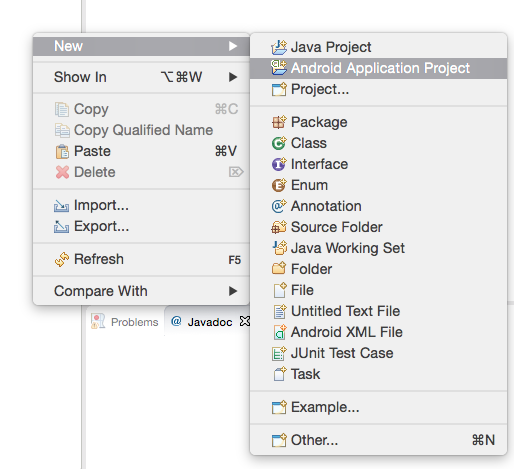 New
Show In ⌥⌘W
Copy ⌘C
Copy Qualified Name
Paste ⌘V
Delete ⌦
Import...
Export...
Refresh F5
Compare With
Problems @ Javadoc
Java Project
Android Application Project
Project...
Package
Class
Interface
Enum
Annotation
Source Folder
Java Working Set
Folder
File
Untitled Text File
Android XML File
JUnit Test Case
Task
Example...
Other... ⌘N